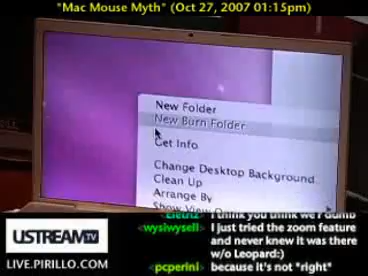 "Mac Mouse Myth" (Oct 27, 2007 01:15pm)
New Folder
New Burn Folder
Get Info
Change Desktop Background...
Clean Up
Arrange By
Show View
I think you think we r dumb
<wysiwysell> I just tried the zoom feature
and never knew it was there
w/o Leopard:)
<pcperini> because it's not *right*
USTREAM TV
LIVE.PIRILLO.COM